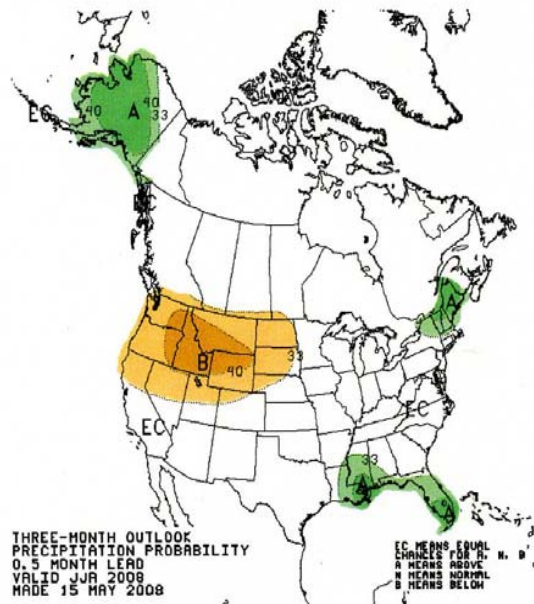 40
A
40
33
EC
EC
A
B
40
33
EC
EC
33
A
A
THREE-MONTH OUTLOOK
PRECIPITATION PROBABILITY
0.5 MONTH LEAD
VALID JJA 2008
MADE 15 MAY 2008
EC MEANS EQUAL
CHANCES FOR A, N, B
A MEANS ABOVE
N MEANS NORMAL
B MEANS BELOW